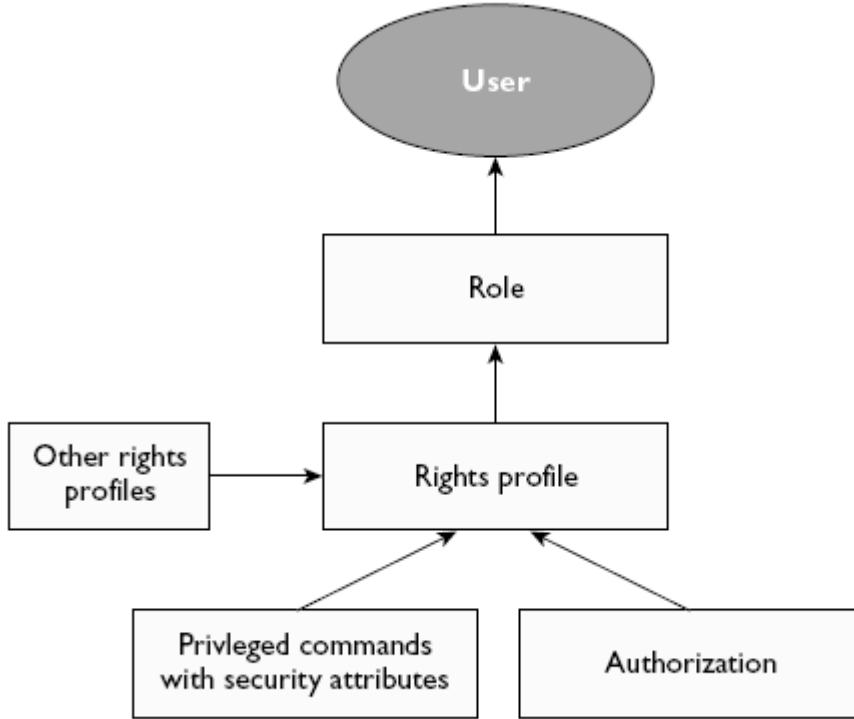 User
Role
Other rights
profiles
Rights profile
Privleged commands
with security attributes
Authorization